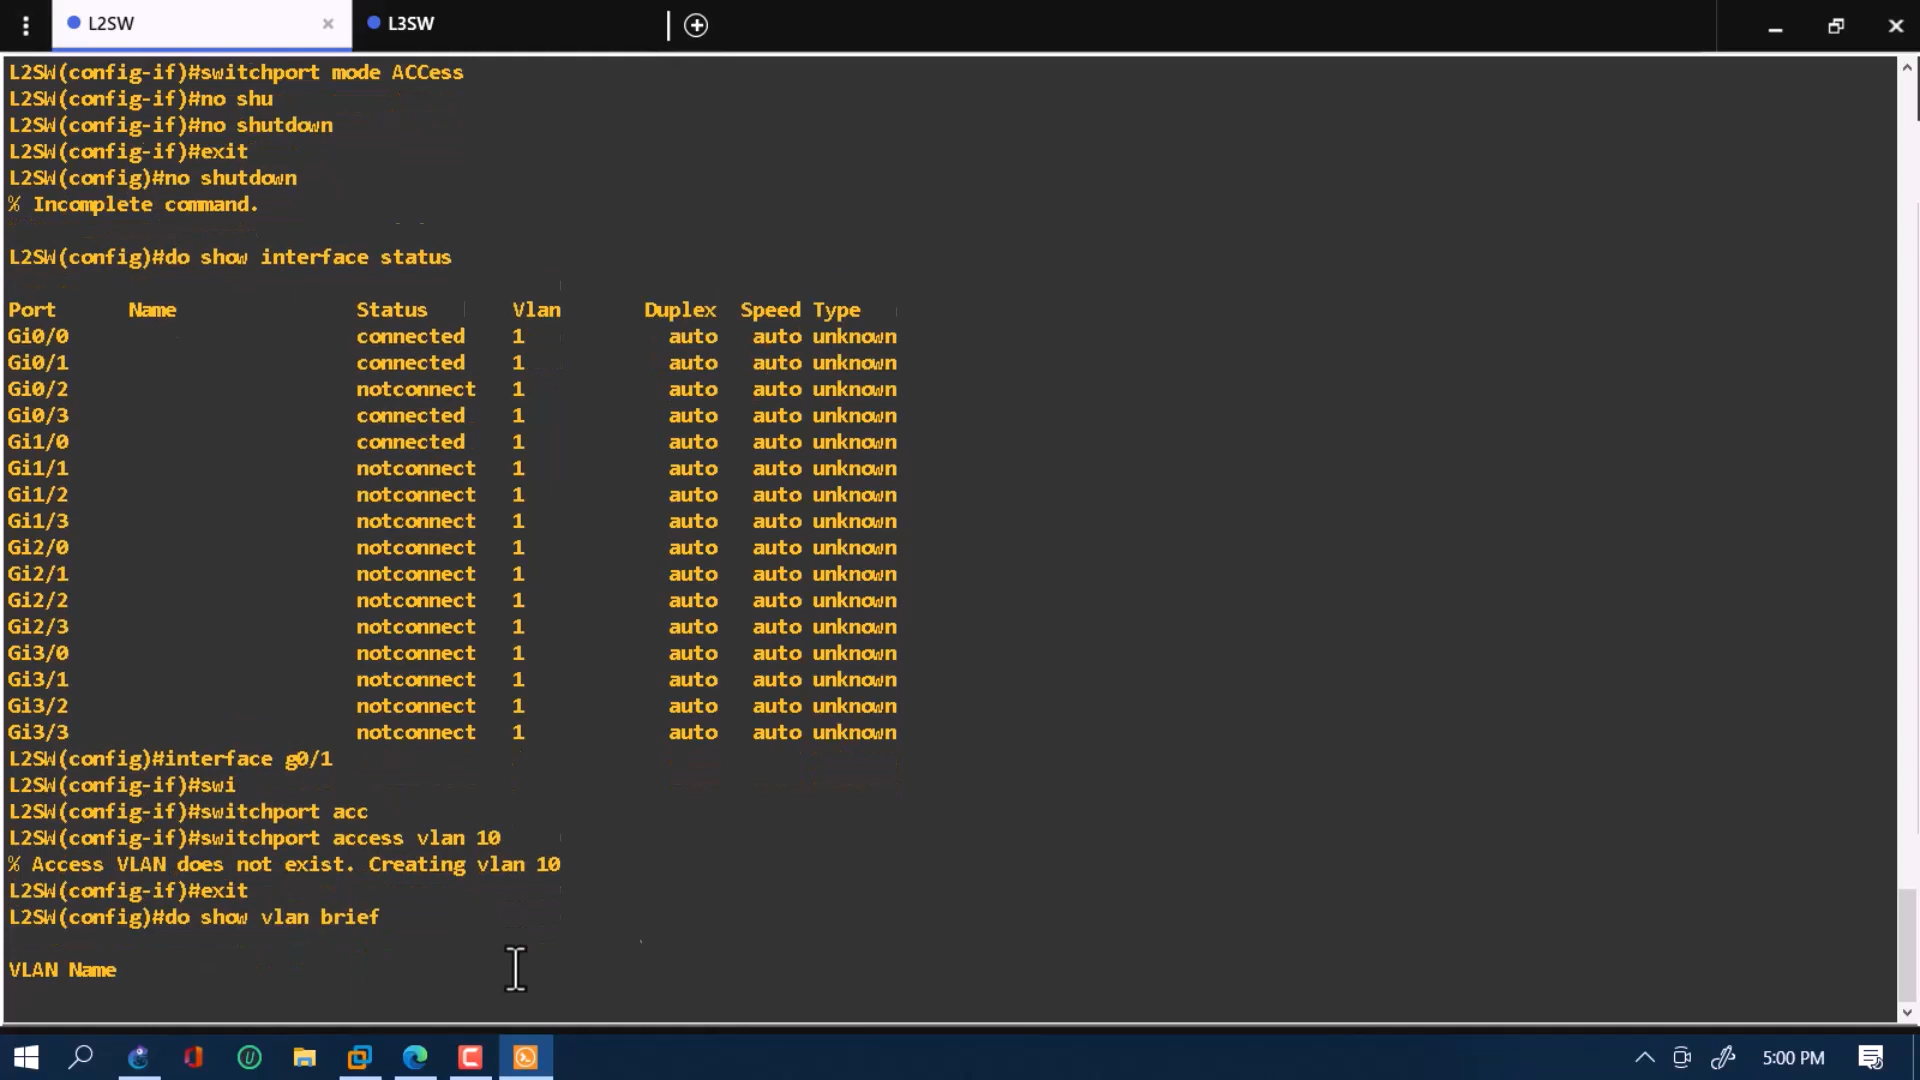 L2SW
L3SW
L2SW(config-if)#switchport mode ACCess
L2SW(config-if)#no shu
L2SW(config-if)#no shutdown
L2SW(config-if)#exit
L2SW(config)#no shutdown
% Incomplete command.
L2SW(config)#do show interface status
Port Name Status Vlan Duplex Speed Type
Gi0/0 connected 1 auto auto unknown
Gi0/1 connected 1 auto auto unknown
Gi0/2 notconnect 1 auto auto unknown
Gi0/3 connected 1 auto auto unknown
Gi1/0 connected 1 auto auto unknown
Gi1/1 notconnect 1 auto auto unknown
Gi1/2 notconnect 1 auto auto unknown
Gi1/3 notconnect 1 auto auto unknown
Gi2/0 notconnect 1 auto auto unknown
Gi2/1 notconnect 1 auto auto unknown
Gi2/2 notconnect 1 auto auto unknown
Gi2/3 notconnect 1 auto auto unknown
Gi3/0 notconnect 1 auto auto unknown
Gi3/1 notconnect 1 auto auto unknown
Gi3/2 notconnect 1 auto auto unknown
Gi3/3 notconnect 1 auto auto unknown
L2SW(config)#interface g0/1
L2SW(config-if)#swi
L2SW(config-if)#switchport acc
L2SW(config-if)#switchport access vlan 10
% Access VLAN does not exist. Creating vlan 10
L2SW(config-if)#exit
L2SW(config)#do show vlan brief
VLAN Name
5:00 PM